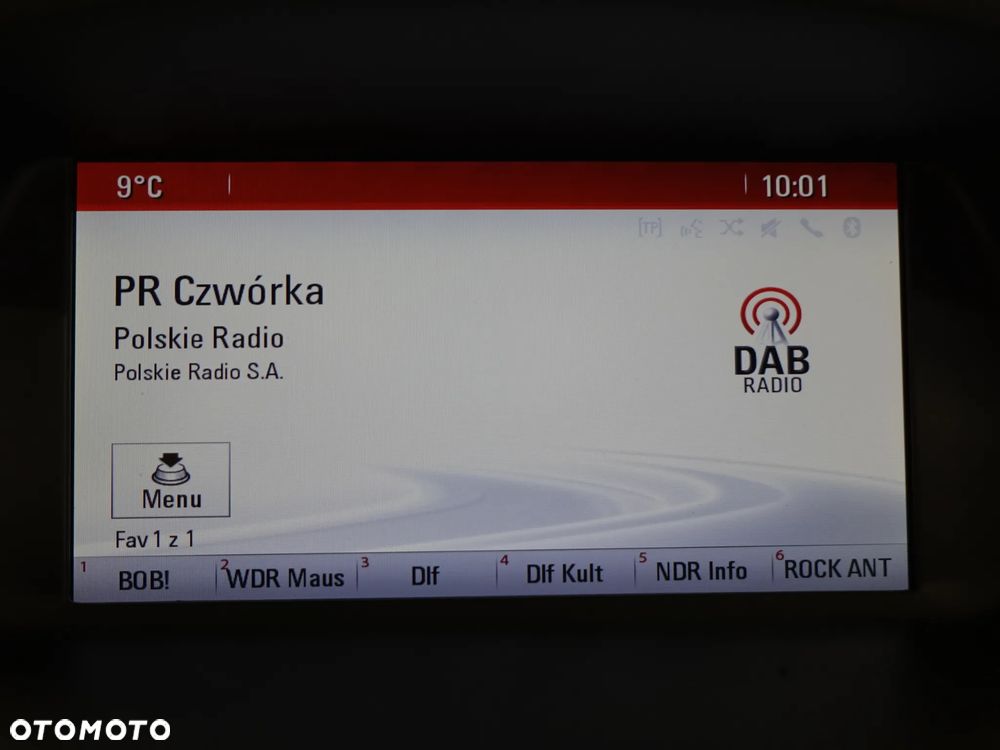 9°C 10:01
[TP]
PR Czwórka
Polskie Radio
Polskie Radio S.A.
DAB
RADIO
Menu
Fav 1 z 1
1 BOB! 2 WDR Maus 3 Dlf 4 Dlf Kult 5 NDR Info 6 ROCK ANT
OTOMOTO